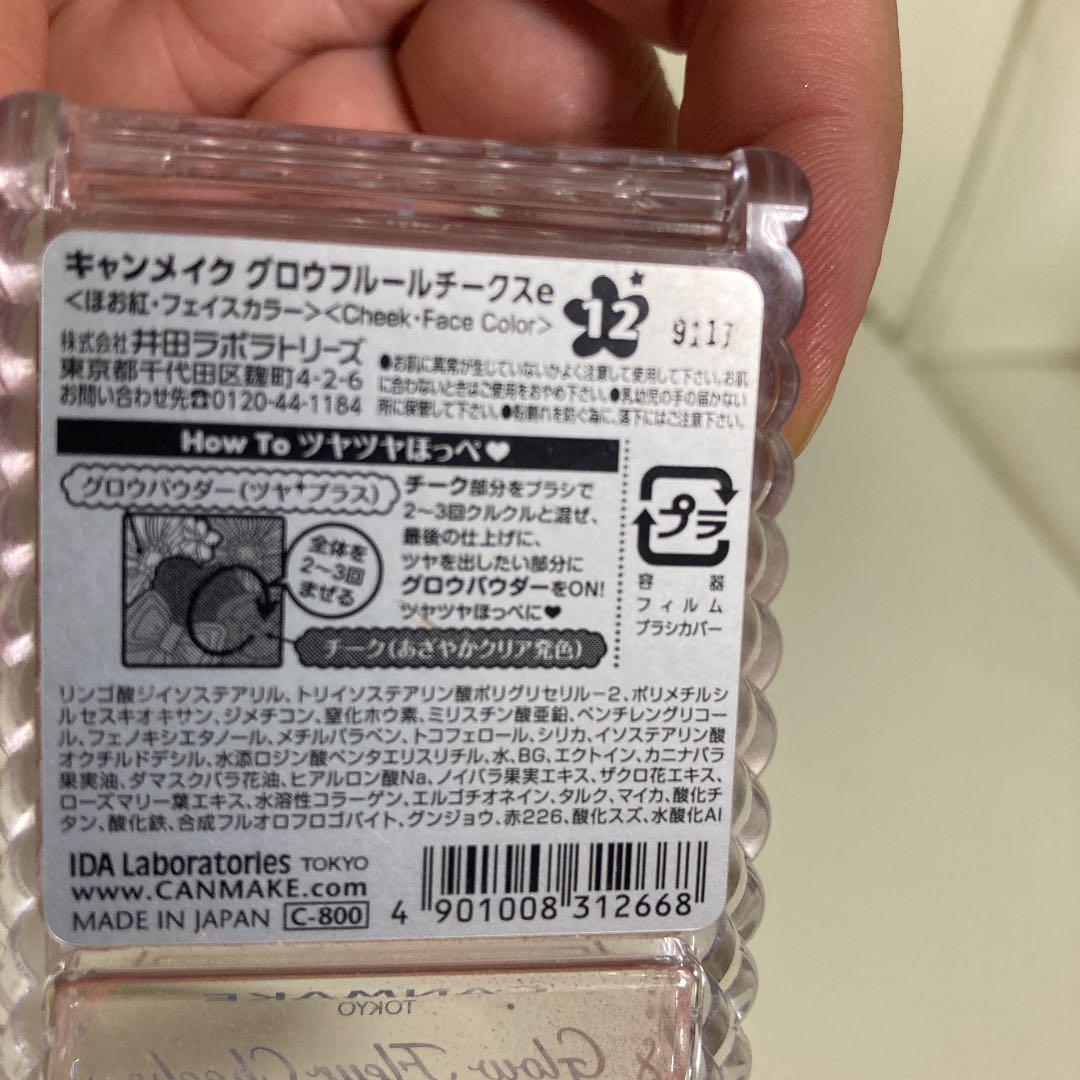 キャンメイク グロウフルールチークスe
<ほお紅・フェイスカラー><Cheek・Face Color>
12
9117
株式会社 井田ラボラトリーズ
東京都千代田区麹町4-2-6
お問い合わせ先☎0120-44-1184
●お肌に異常が生じていないかよく注意して使用して下さい。お肌
に合わないときはご使用をおやめ下さい。●乳幼児の手の届かない
所に保管して下さい。●粉割れを防ぐ為に、落下にはご注意下さい。
How To ツヤツヤほっぺ♥
グロウパウダー(ツヤ+プラス)
全体を
2〜3回
まぜる
チーク(あざやかクリア発色)
チーク部分をブラシで
2〜3回クルクルと混ぜ、
最後の仕上げに、
ツヤを出したい部分に
グロウパウダーをON!
ツヤツヤほっぺに♥
プラ
容器
フィルム
ブラシカバー
リンゴ酸ジイソステアリル、トリイソステアリン酸ポリグリセリル-2、ポリメチルシ
ルセスキオキサン、ジメチコン、窒化ホウ素、ミリスチン酸亜鉛、ペンチレングリコー
ル、フェノキシエタノール、メチルパラベン、トコフェロール、シリカ、イソステアリン酸
オクチルドデシル、水添ロジン酸ペンタエリスリチル、水、BG、エクトイン、カニナバラ
果実油、ダマスクバラ花油、ヒアルロン酸Na、ノイバラ果実エキス、ザクロ花エキス、
ローズマリー葉エキス、水溶性コラーゲン、エルゴチオネイン、タルク、マイカ、酸化チ
タン、酸化鉄、合成フルオロフロゴパイト、グンジョウ、赤226、酸化スズ、水酸化Al
IDA Laboratories TOKYO
www.CANMAKE.com
MADE IN JAPAN C-800
4 901008 312668
CANMAKE
TOKYO
Glow Fleur Cheeks